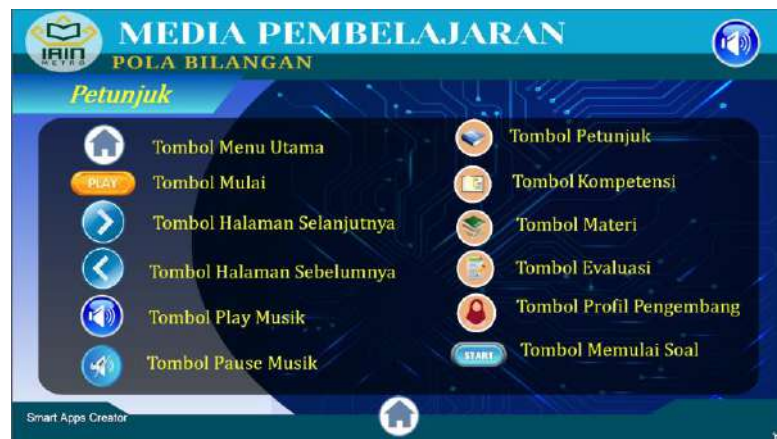 MEDIA PEMBELAJARAN
IAIN
METRO
POLA BILANGAN
Petunjuk
Tombol Menu Utama
PLAY
Tombol Mulai
Tombol Halaman Selanjutnya
Tombol Halaman Sebelumnya
Tombol Play Musik
Tombol Pause Musik
Tombol Petunjuk
Tombol Kompetensi
Tombol Materi
Tombol Evaluasi
Tombol Profil Pengembang
START
Tombol Memulai Soal
Smart Apps Creator